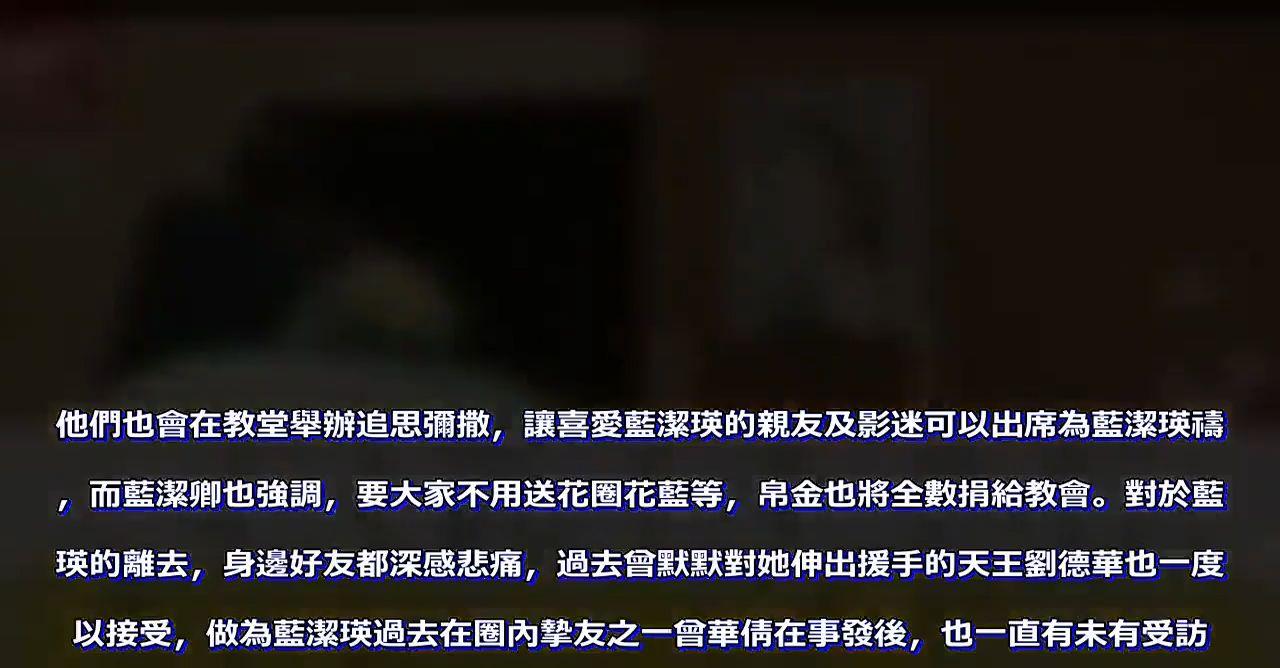 他們也會在教堂舉辦追思彌撒，讓喜愛藍潔瑛的親友及影迷可以出席為藍潔瑛禱
，而藍潔卿也強調，要大家不用送花圈花藍等，帛金也將全數捐給教會。對於藍
瑛的離去，身邊好友都深感悲痛，過去曾默默對她伸出援手的天王劉德華也一度
以接受，做為藍潔瑛過去在圈內摯友之一曾華倩在事發後，也一直有未有受訪